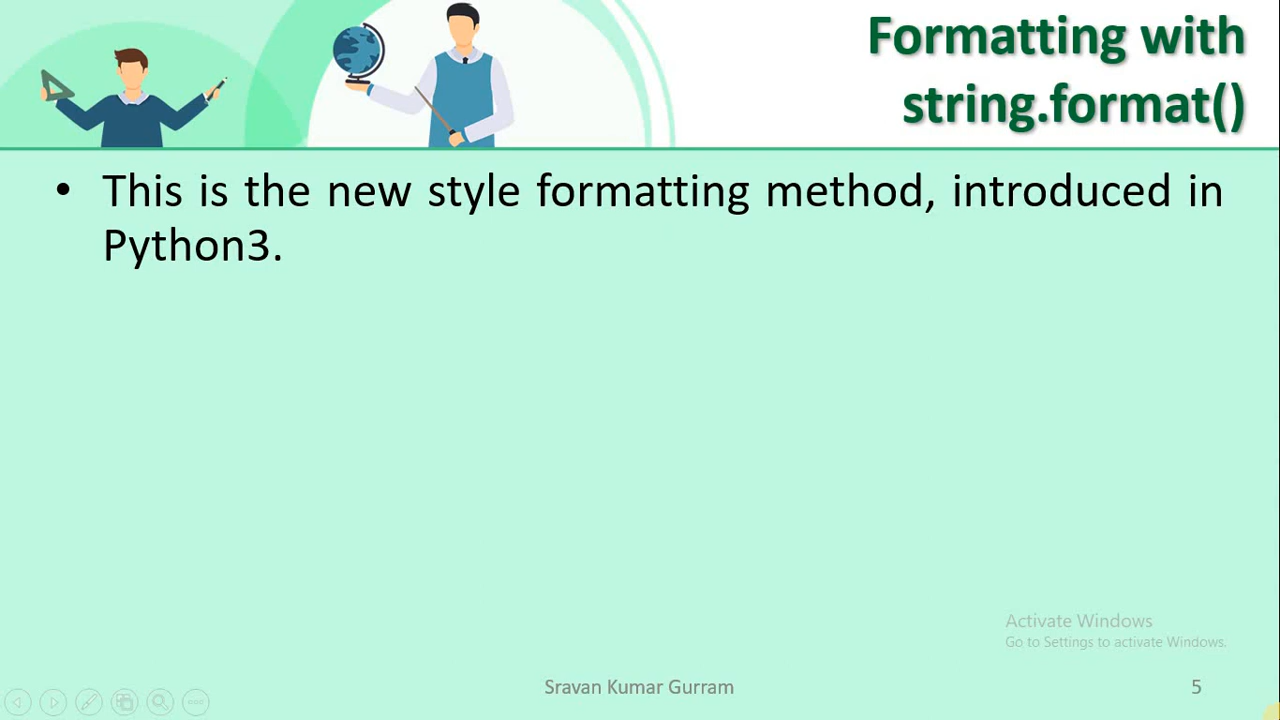 Formatting with
string.format()
• This is the new style formatting method, introduced in
Python3.
Activate Windows
Go to Settings to activate Windows.
Sravan Kumar Gurram
5